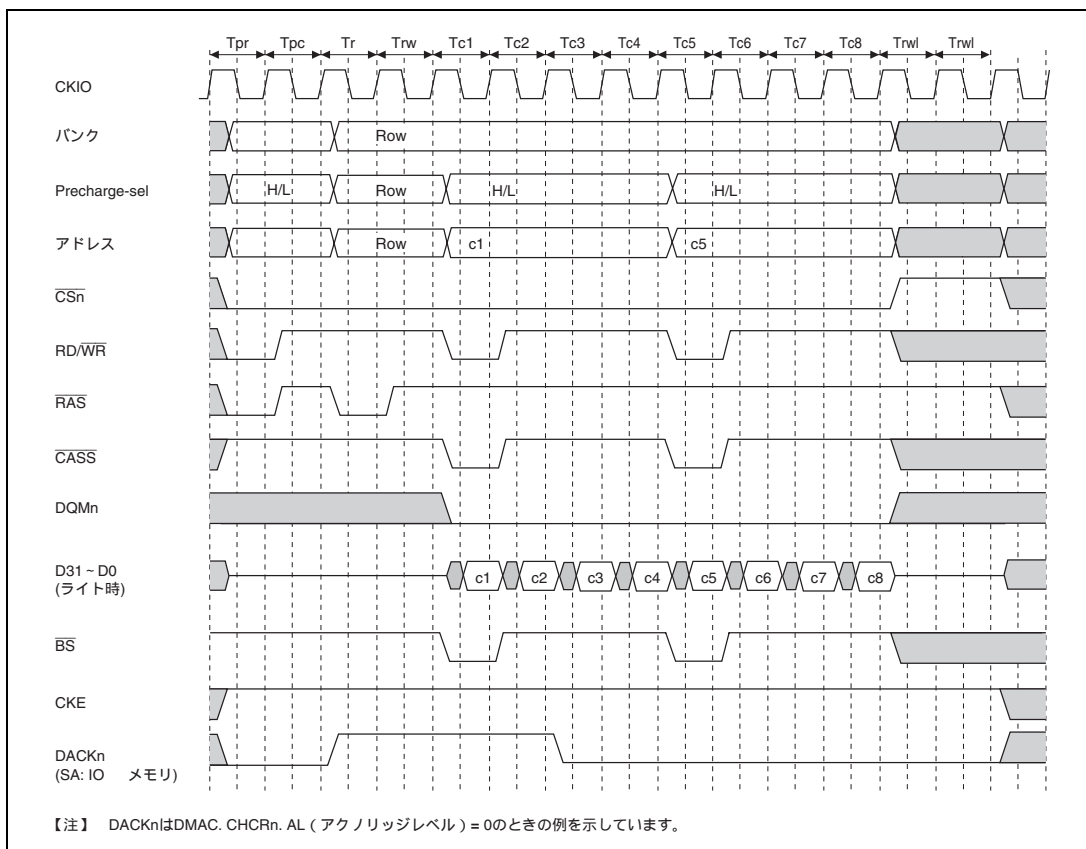 Tpr Tpc Tr Trw Tc1 Tc2 Tc3 Tc4 Tc5 Tc6 Tc7 Tc8 Trwl Trwl
CKIO
バンク Row
Precharge-sel H/L Row H/L H/L
アドレス Row c1 c5
CSn
RD/WR
RAS
CASS
DQMn
D31~D0
(ライト時) c1 c2 c3 c4 c5 c6 c7 c8
BS
CKE
DACKn
(SA: IO メモリ)
【注】 DACKnはDMAC. CHCRn. AL（アクノリッジレベル）= 0のときの例を示しています。